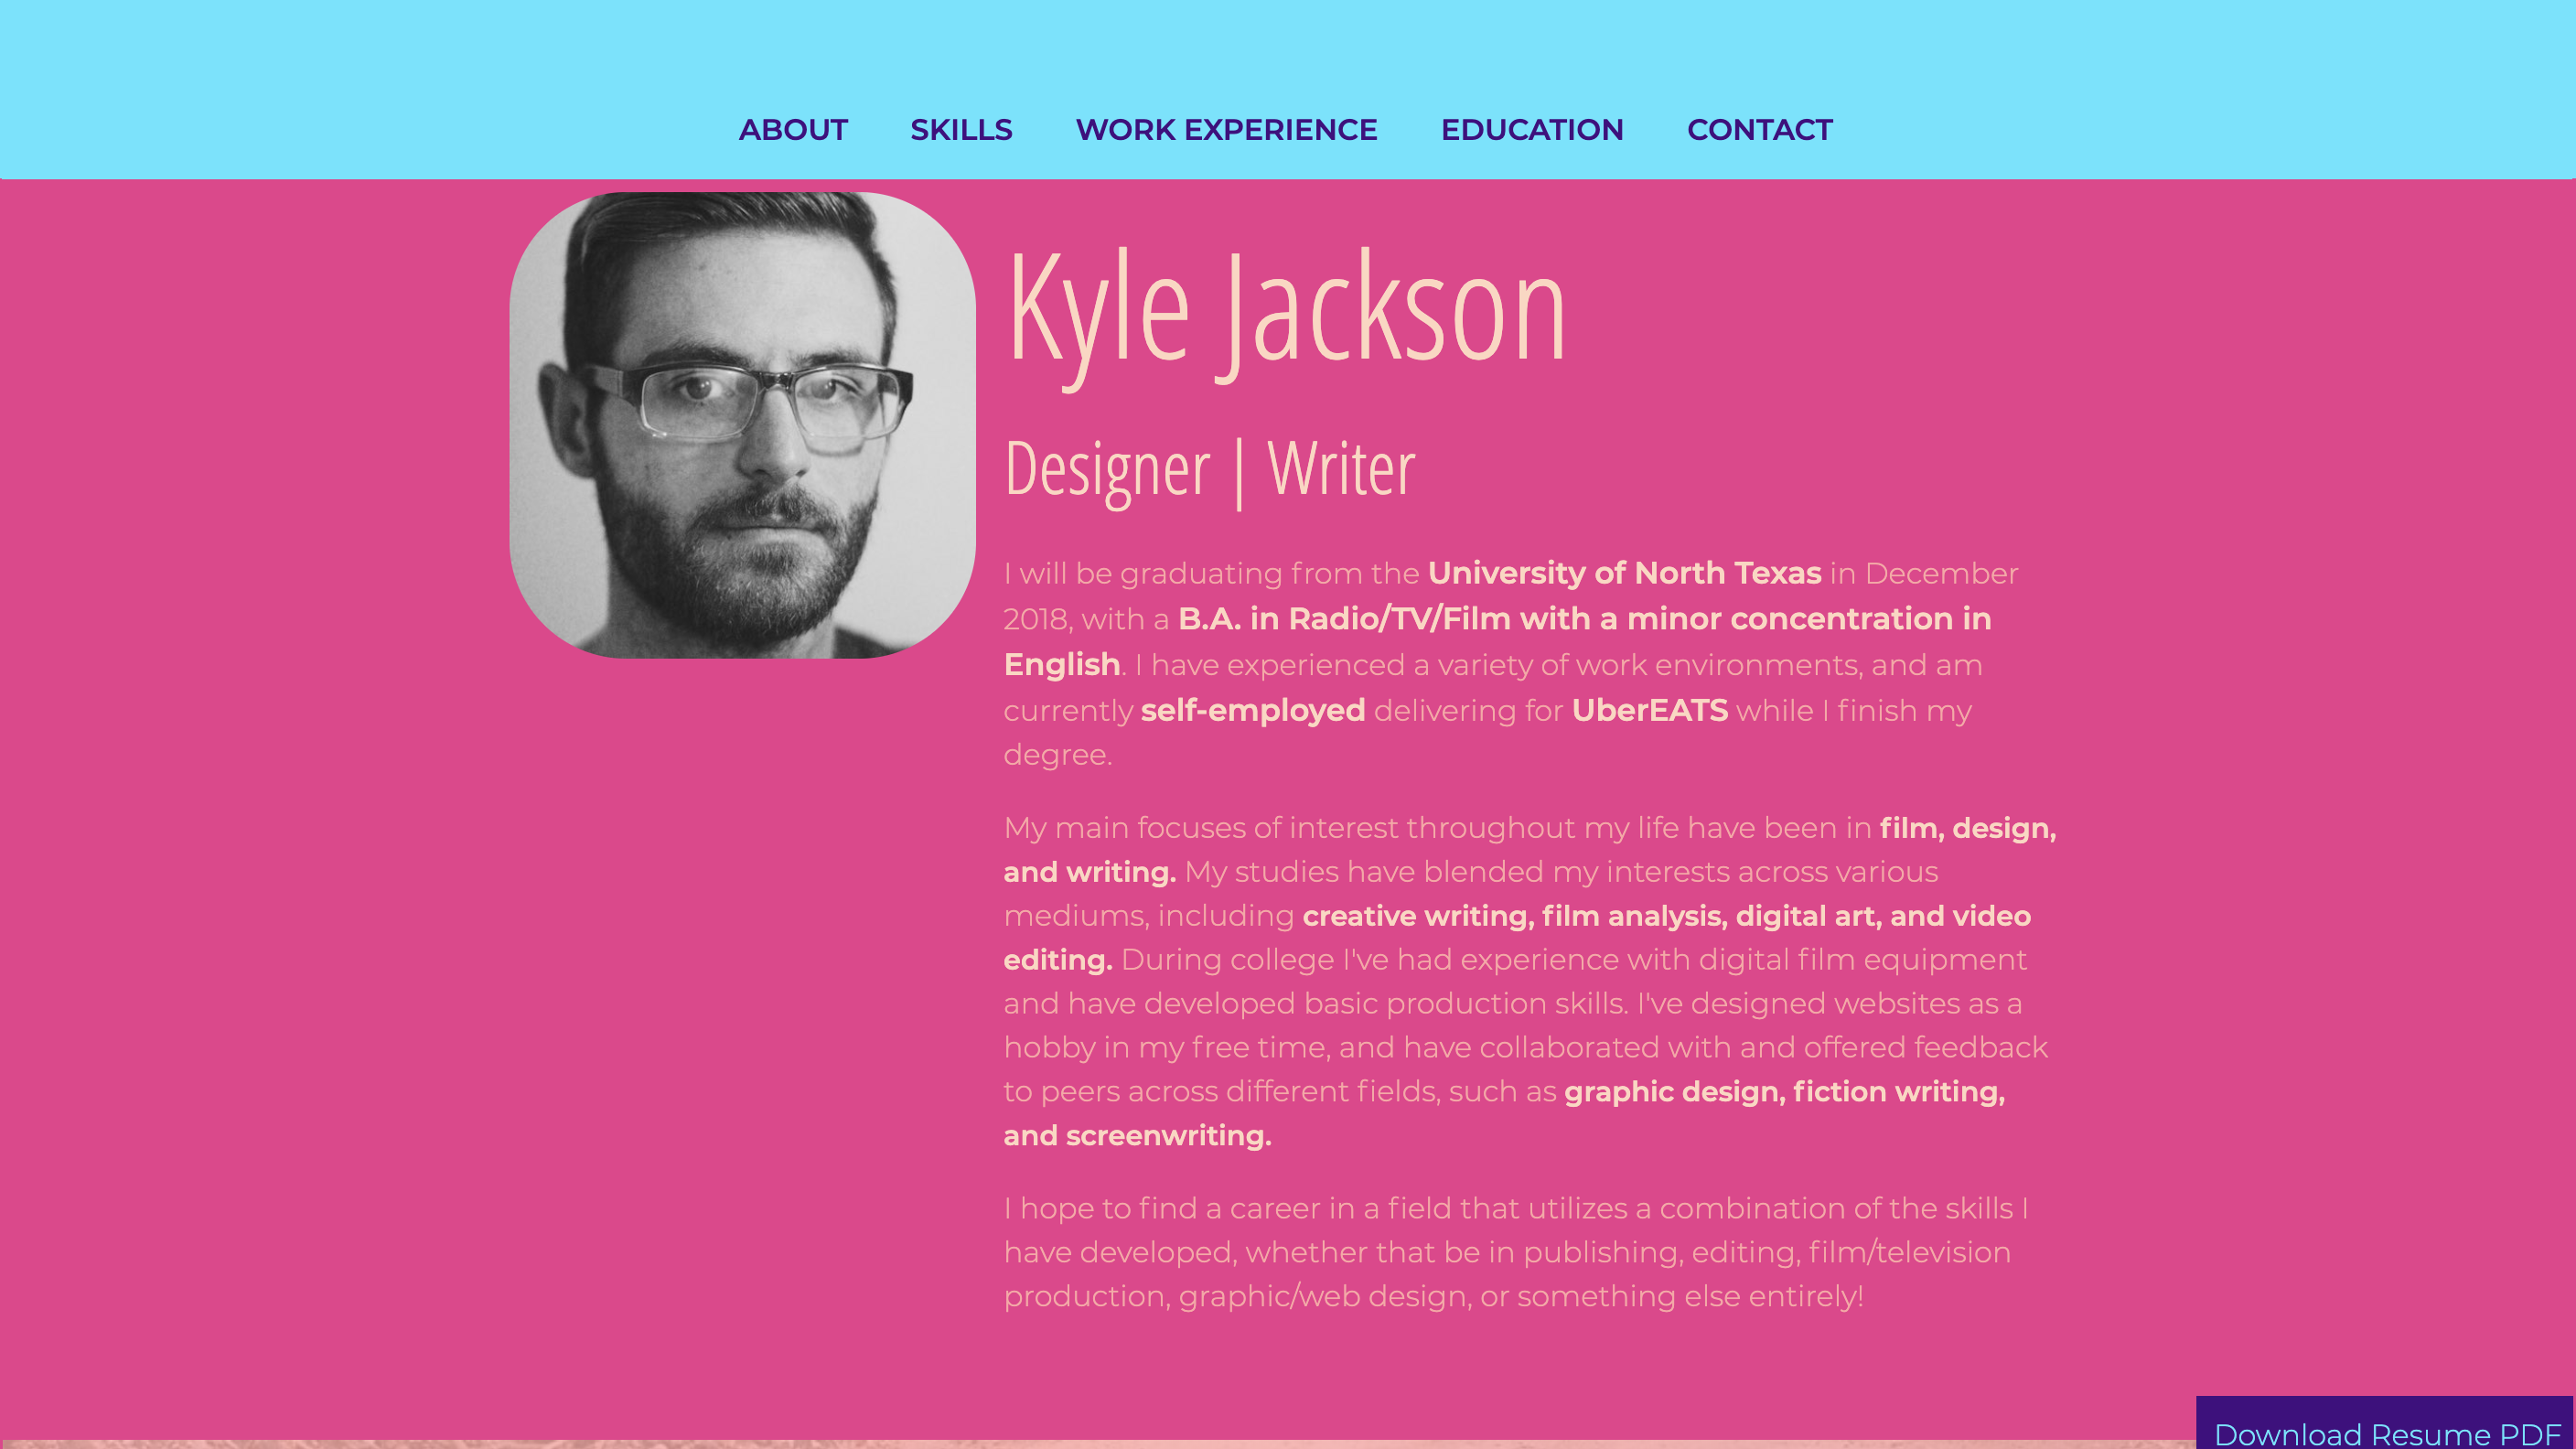 ABOUT SKILLS WORK EXPERIENCE EDUCATION CONTACT
Kyle Jackson
Designer | Writer
I will be graduating from the University of North Texas in December
2018, with a B.A. in Radio/TV/Film with a minor concentration in
English. I have experienced a variety of work environments, and am
currently self-employed delivering for UberEATS while I finish my
degree.
My main focuses of interest throughout my life have been in film, design,
and writing. My studies have blended my interests across various
mediums, including creative writing, film analysis, digital art, and video
editing. During college I've had experience with digital film equipment
and have developed basic production skills. I've designed websites as a
hobby in my free time, and have collaborated with and offered feedback
to peers across different fields, such as graphic design, fiction writing,
and screenwriting.
I hope to find a career in a field that utilizes a combination of the skills I
have developed, whether that be in publishing, editing, film/television
production, graphic/web design, or something else entirely!
Download Resume PDF